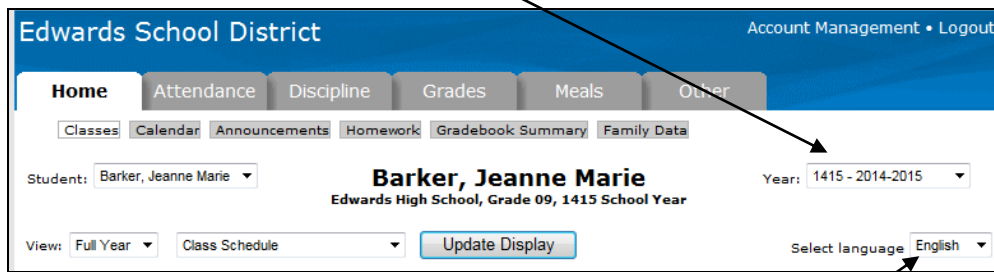 Edwards School District
Account Management • Logout
Home Attendance Discipline Grades Meals Other
Classes Calendar Announcements Homework Gradebook Summary Family Data
Student: Barker, Jeanne Marie Barker, Jeanne Marie Year: 1415 - 2014-2015
Edwards High School, Grade 09, 1415 School Year
View: Full Year Class Schedule Update Display Select language English